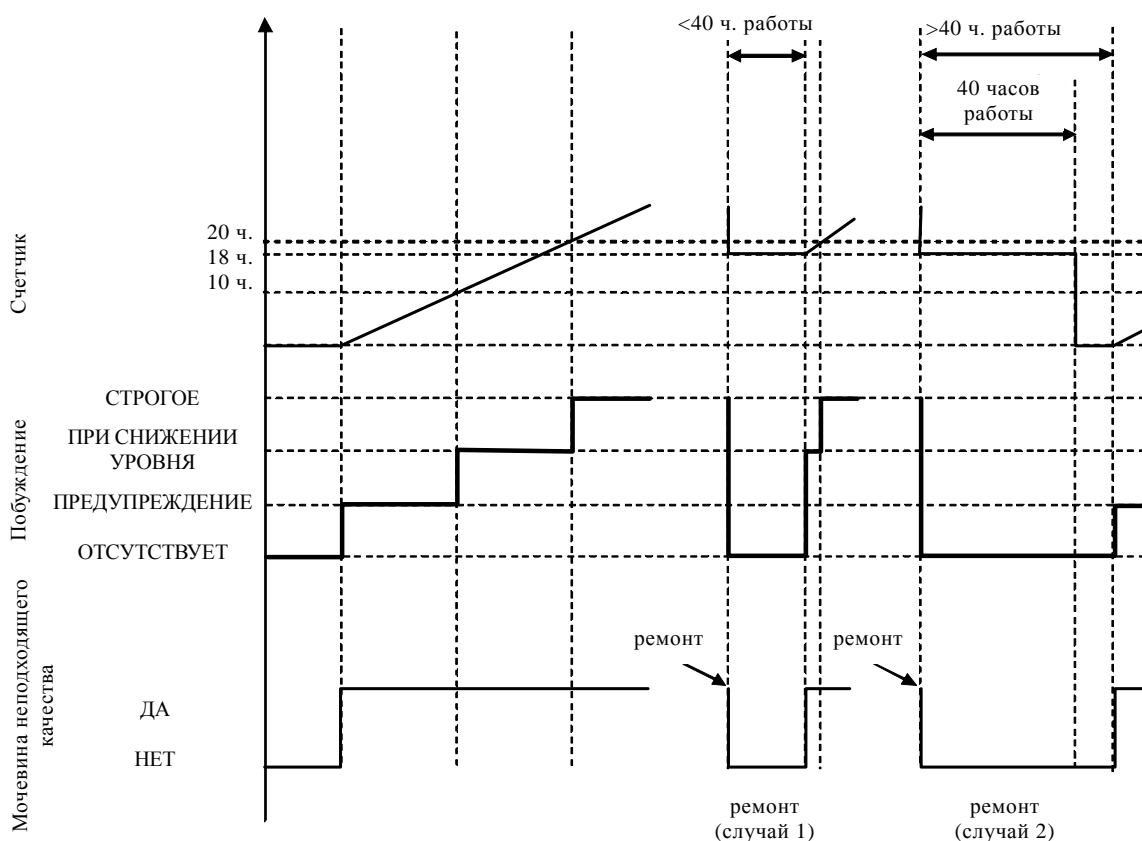 <40 ч. работы
>40 ч. работы
40 часов
работы
Счетчик
20 ч.
18 ч.
10 ч.
Побуждение
СТРОГОЕ
ПРИ СНИЖЕНИИ
УРОВНЯ
ПРЕДУПРЕЖДЕНИЕ
ОТСУТСТВУЕТ
Мочевина неподходящего
качества
ремонт
ремонт
ДА
НЕТ
ремонт
(случай 1)
ремонт
(случай 2)